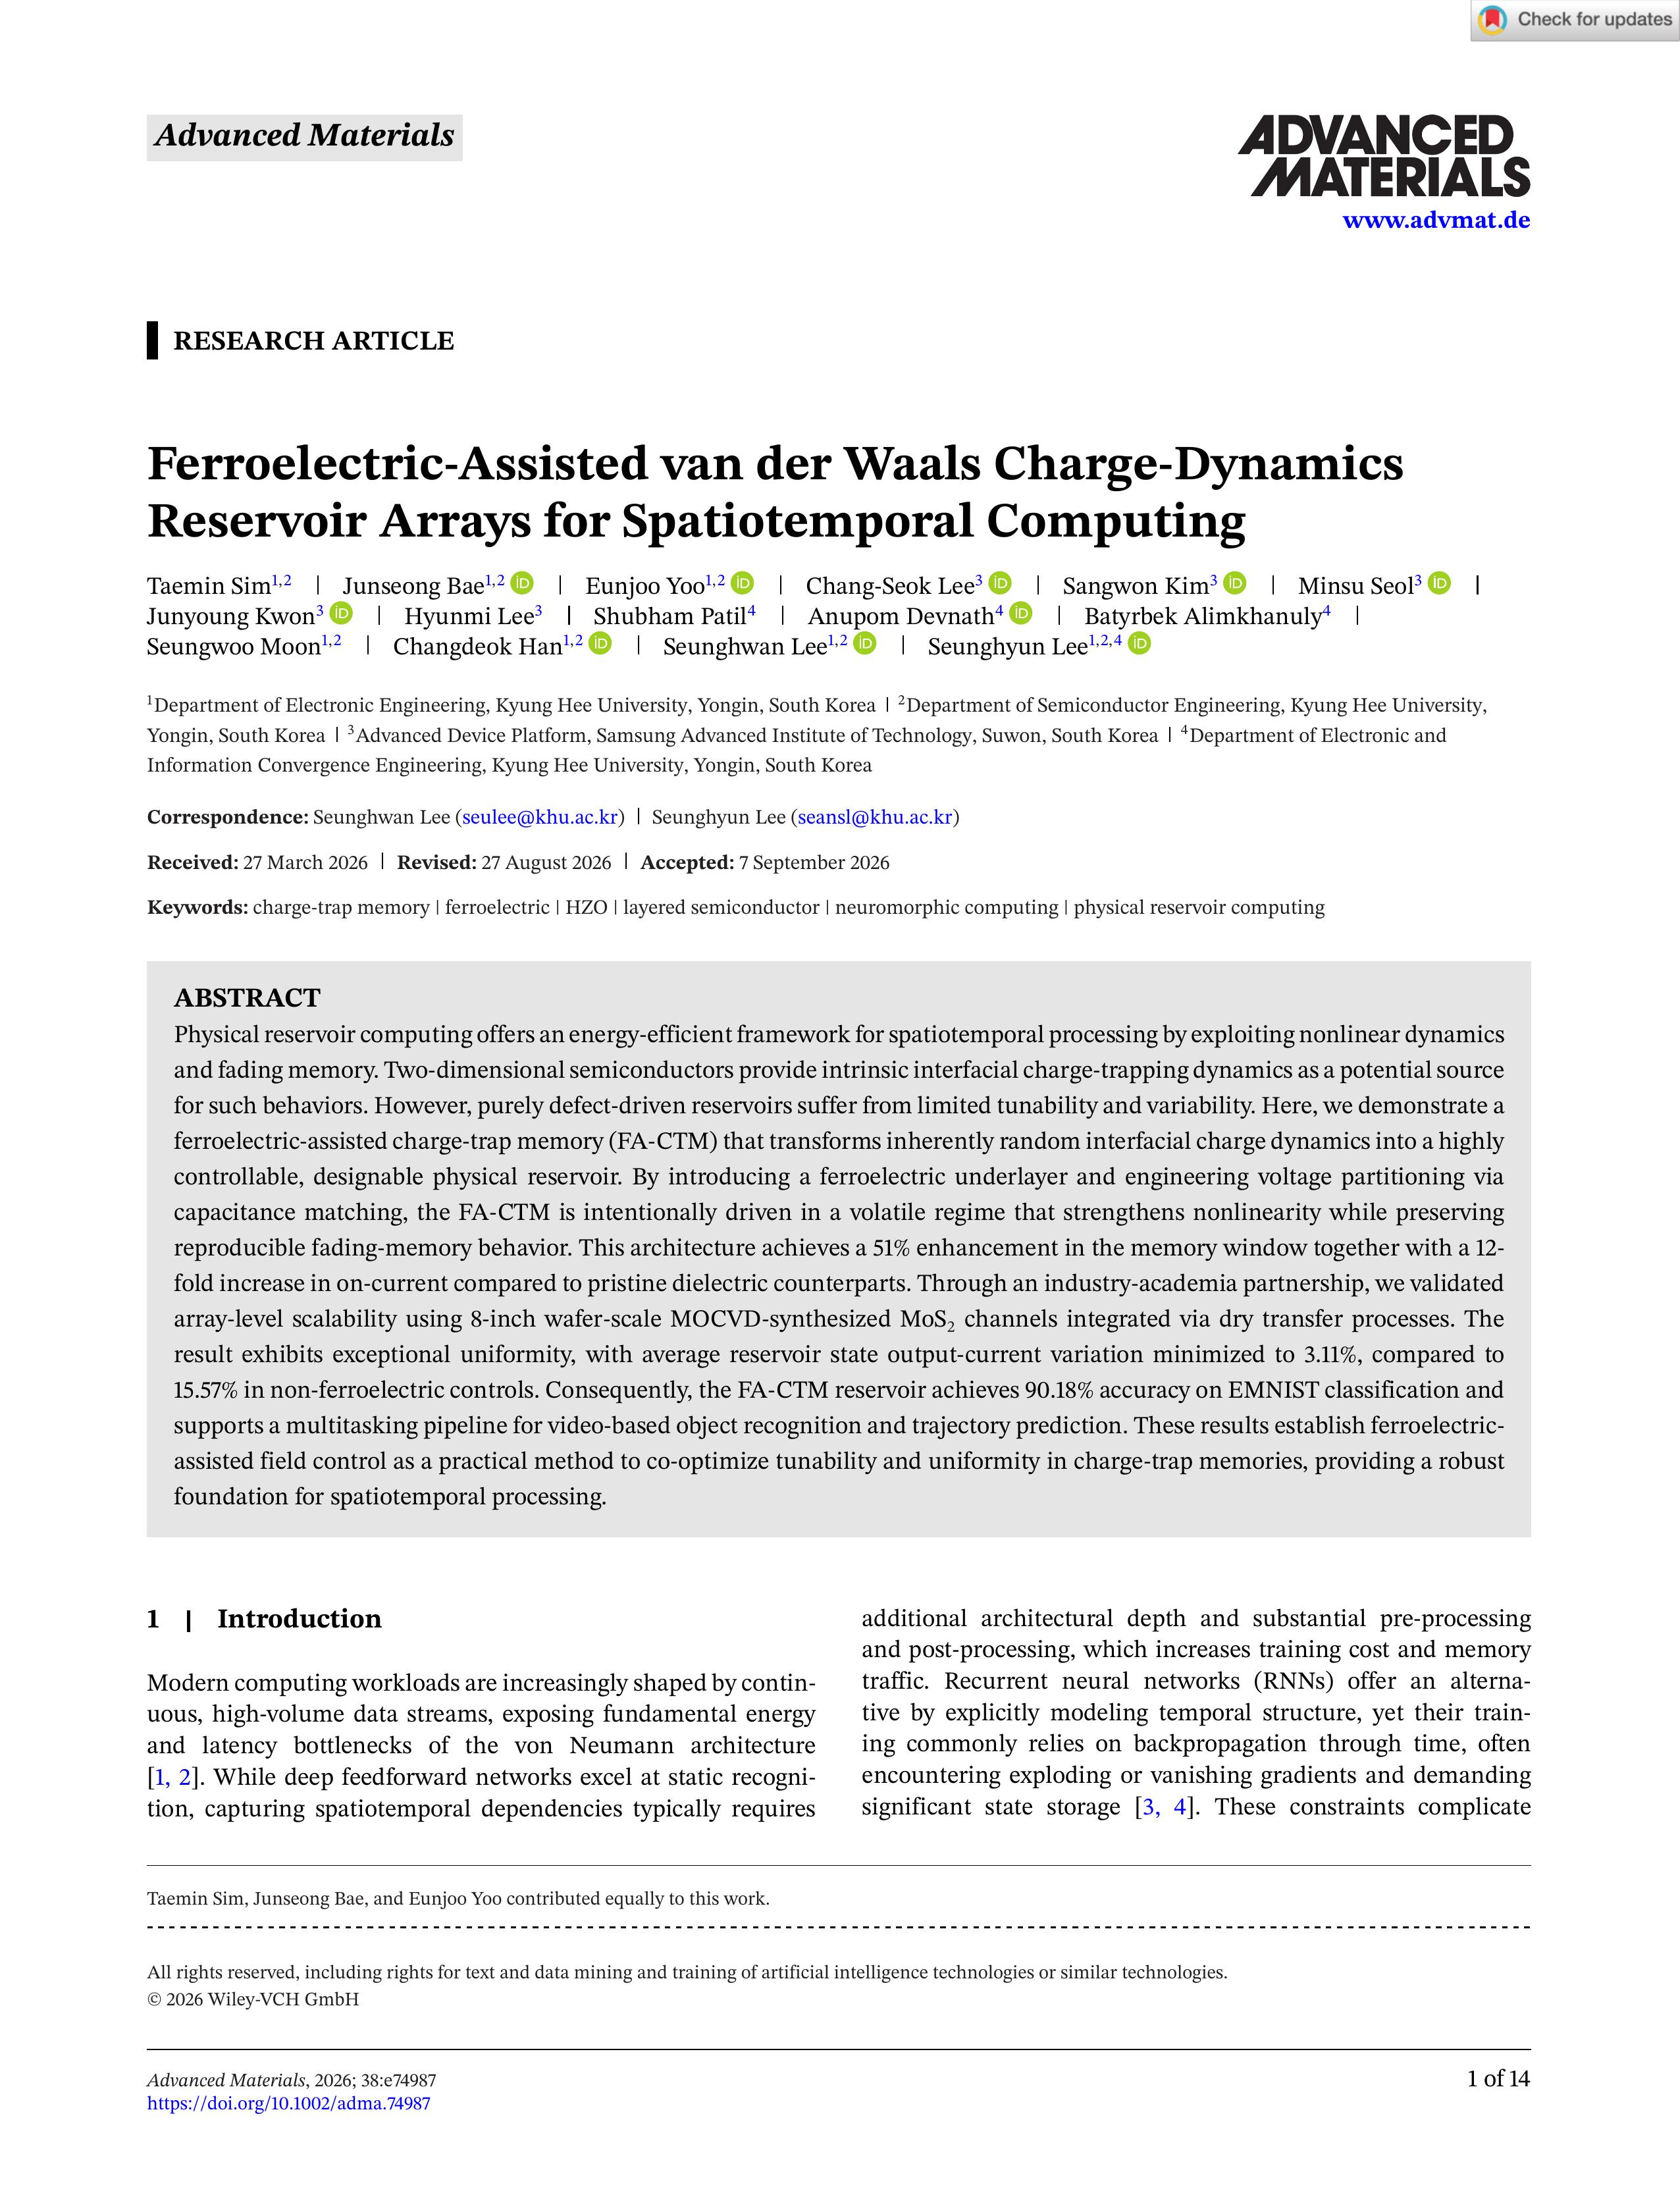 Check for updates
Advanced Materials
ADVANCED
MATERIALS
www.advmat.de
RESEARCH ARTICLE
Ferroelectric-Assisted van der Waals Charge-Dynamics
Reservoir Arrays for Spatiotemporal Computing
Taemin Sim1,2 | Junseong Bae1,2 iD | Eunjoo Yoo1,2 iD | Chang-Seok Lee3 iD | Sangwon Kim3 iD | Minsu Seol3 iD |
Junyoung Kwon3 iD | Hyunmi Lee3 | Shubham Patil4 | Anupom Devnath4 iD | Batyrbek Alimkhanuly4 |
Seungwoo Moon1,2 | Changdeok Han1,2 iD | Seunghwan Lee1,2 iD | Seunghyun Lee1,2,4 iD
1Department of Electronic Engineering, Kyung Hee University, Yongin, South Korea | 2Department of Semiconductor Engineering, Kyung Hee University,
Yongin, South Korea | 3Advanced Device Platform, Samsung Advanced Institute of Technology, Suwon, South Korea | 4Department of Electronic and
Information Convergence Engineering, Kyung Hee University, Yongin, South Korea
Correspondence: Seunghwan Lee (seulee@khu.ac.kr) | Seunghyun Lee (seansl@khu.ac.kr)
Received: 27 March 2026 | Revised: 27 August 2026 | Accepted: 7 September 2026
Keywords: charge-trap memory | ferroelectric | HZO | layered semiconductor | neuromorphic computing | physical reservoir computing
ABSTRACT
Physical reservoir computing offers an energy-efficient framework for spatiotemporal processing by exploiting nonlinear dynamics
and fading memory. Two-dimensional semiconductors provide intrinsic interfacial charge-trapping dynamics as a potential source
for such behaviors. However, purely defect-driven reservoirs suffer from limited tunability and variability. Here, we demonstrate a
ferroelectric-assisted charge-trap memory (FA-CTM) that transforms inherently random interfacial charge dynamics into a highly
controllable, designable physical reservoir. By introducing a ferroelectric underlayer and engineering voltage partitioning via
capacitance matching, the FA-CTM is intentionally driven in a volatile regime that strengthens nonlinearity while preserving
reproducible fading-memory behavior. This architecture achieves a 51% enhancement in the memory window together with a 12-
fold increase in on-current compared to pristine dielectric counterparts. Through an industry-academia partnership, we validated
array-level scalability using 8-inch wafer-scale MOCVD-synthesized MoS2 channels integrated via dry transfer processes. The
result exhibits exceptional uniformity, with average reservoir state output-current variation minimized to 3.11%, compared to
15.57% in non-ferroelectric controls. Consequently, the FA-CTM reservoir achieves 90.18% accuracy on EMNIST classification and
supports a multitasking pipeline for video-based object recognition and trajectory prediction. These results establish ferroelectric-
assisted field control as a practical method to co-optimize tunability and uniformity in charge-trap memories, providing a robust
foundation for spatiotemporal processing.
1 | Introduction
Modern computing workloads are increasingly shaped by contin-
uous, high-volume data streams, exposing fundamental energy
and latency bottlenecks of the von Neumann architecture
[1, 2]. While deep feedforward networks excel at static recogni-
tion, capturing spatiotemporal dependencies typically requires
additional architectural depth and substantial pre-processing
and post-processing, which increases training cost and memory
traffic. Recurrent neural networks (RNNs) offer an alterna-
tive by explicitly modeling temporal structure, yet their train-
ing commonly relies on backpropagation through time, often
encountering exploding or vanishing gradients and demanding
significant state storage [3, 4]. These constraints complicate
Taemin Sim, Junseong Bae, and Eunjoo Yoo contributed equally to this work.
All rights reserved, including rights for text and data mining and training of artificial intelligence technologies or similar technologies.
© 2026 Wiley-VCH GmbH
Advanced Materials, 2026; 38:e74987
https://doi.org/10.1002/adma.74987
1 of 14